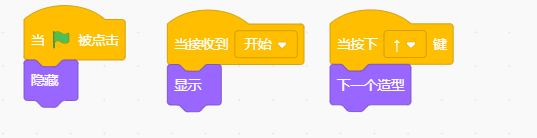 当 被点击
隐藏
当接收到 开始
显示
当按下 ↑ 键
下一个造型